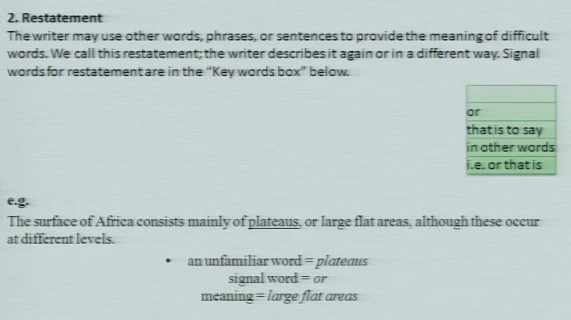 2. Restatement
The writer may use other words, phrases, or sentences to provide the meaning of difficult
words. We call this restatement; the writer describes it again or in a different way. Signal
words for restatement are in the "Key words box" below.
or
that is to say
in other words
i.e. or that is
e.g.
The surface of Africa consists mainly of plateaus, or large flat areas, although these occur
at different levels.
• an unfamiliar word = plateaus
signal word = or
meaning = large flat areas